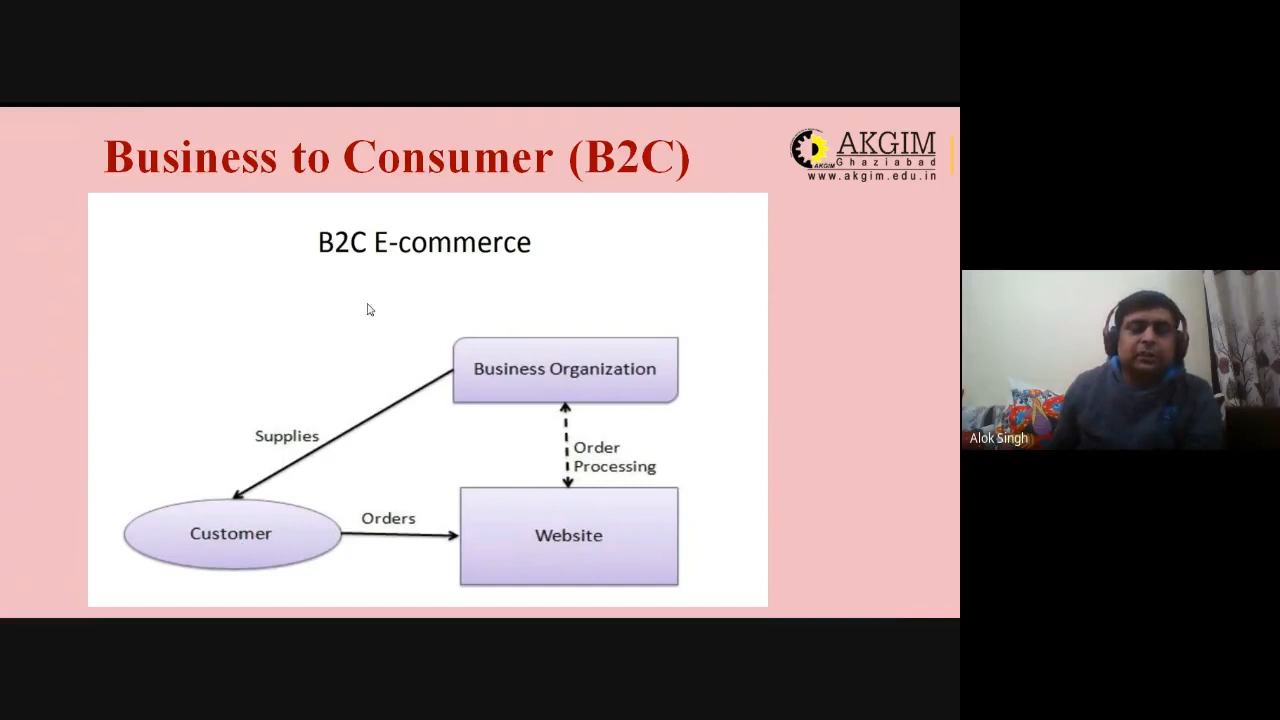 Business to Consumer (B2C)
AKGIM
Ghaziabad
AKGIM
www.akgim.edu.in
B2C E-commerce
Business Organization
Supplies
Order
Processing
Customer
Orders
Website
Alok Singh